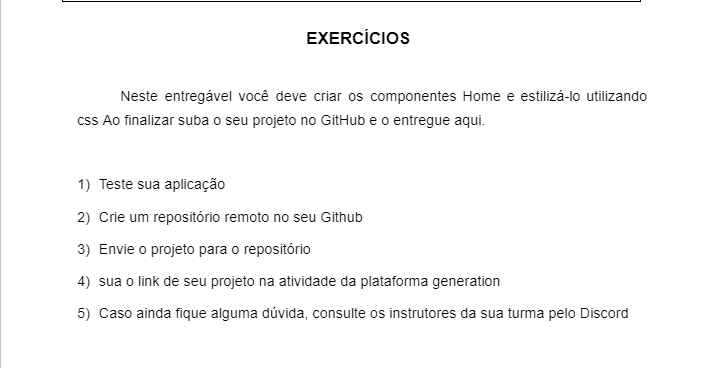 EXERCÍCIOS
Neste entregável você deve criar os componentes Home e estilizá-lo utilizando
css Ao finalizar suba o seu projeto no GitHub e o entregue aqui.
1) Teste sua aplicação
2) Crie um repositório remoto no seu Github
3) Envie o projeto para o repositório
4) sua o link de seu projeto na atividade da plataforma generation
5) Caso ainda fique alguma dúvida, consulte os instrutores da sua turma pelo Discord